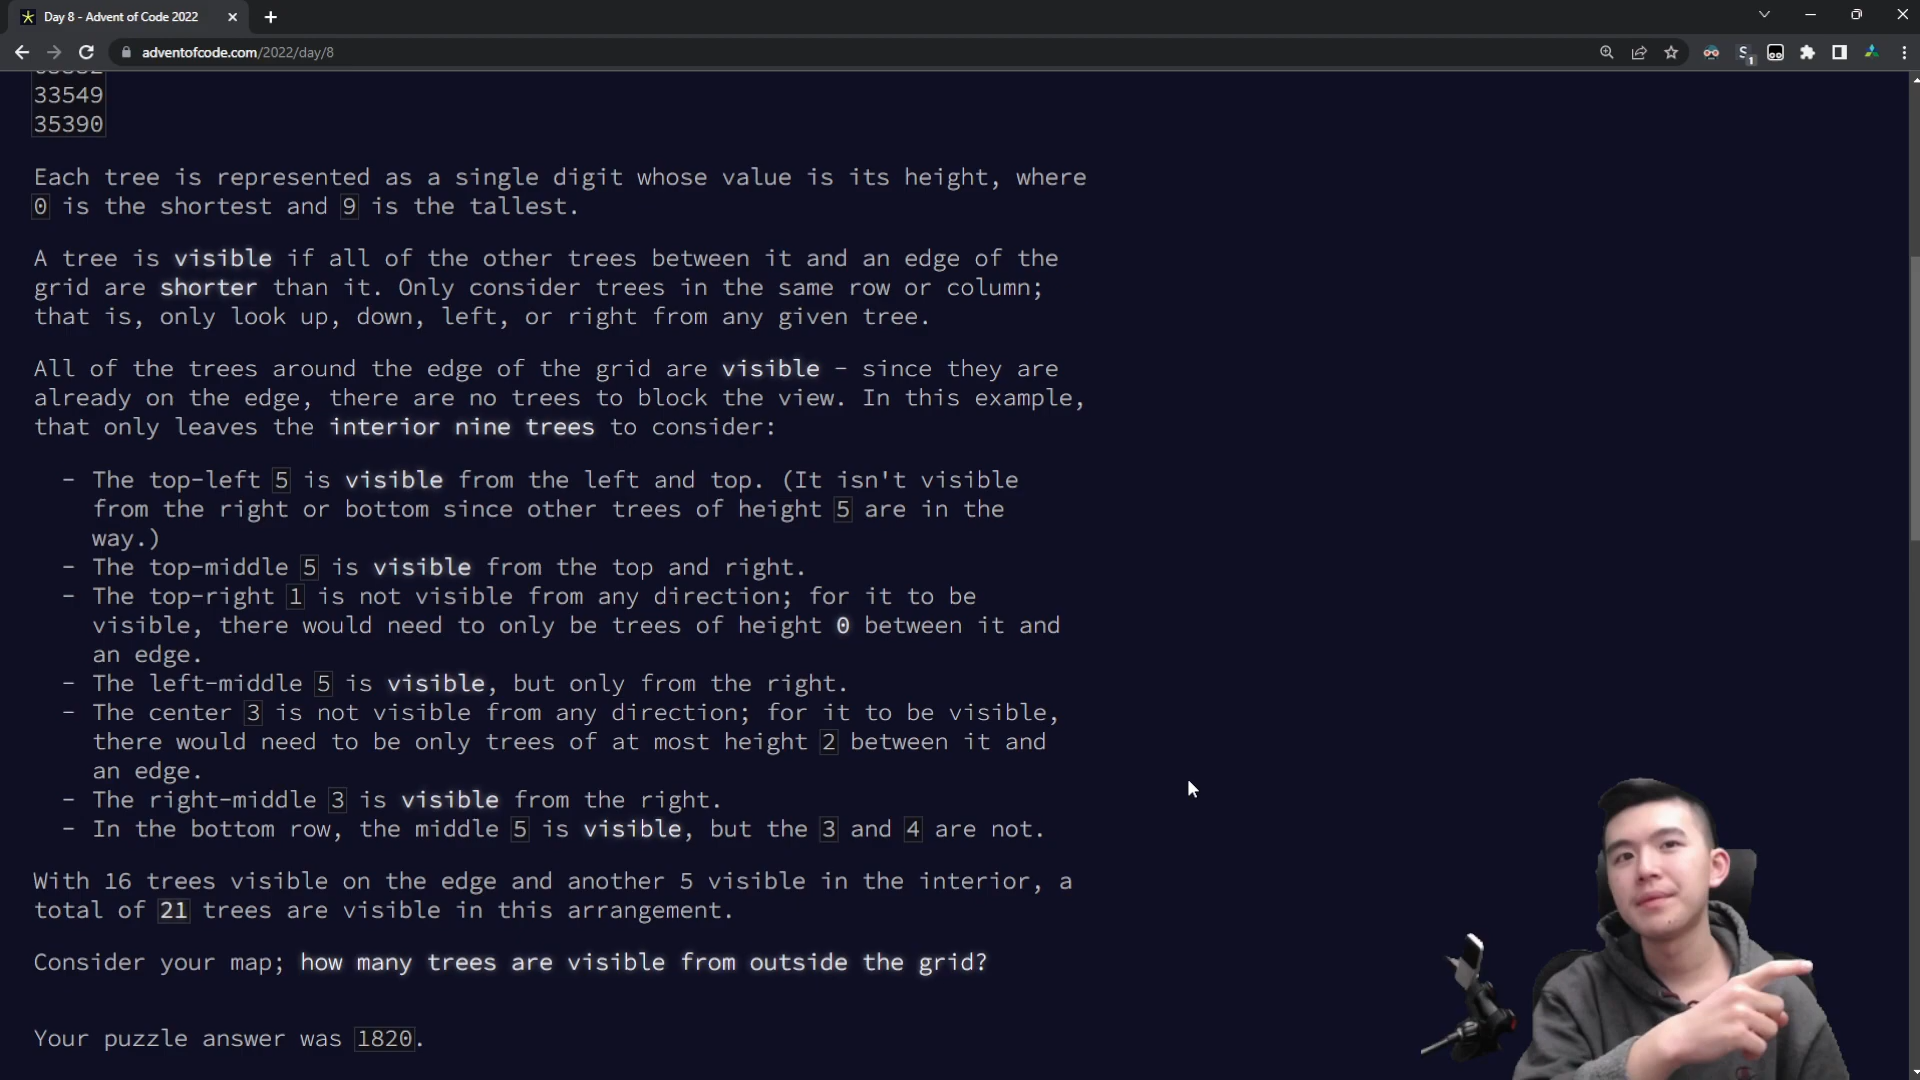 Day 8 - Advent of Code 2022
adventofcode.com/2022/day/8
33549
35390
Each tree is represented as a single digit whose value is its height, where
0 is the shortest and 9 is the tallest.
A tree is visible if all of the other trees between it and an edge of the
grid are shorter than it. Only consider trees in the same row or column;
that is, only look up, down, left, or right from any given tree.
All of the trees around the edge of the grid are visible - since they are
already on the edge, there are no trees to block the view. In this example,
that only leaves the interior nine trees to consider:
- The top-left 5 is visible from the left and top. (It isn't visible
from the right or bottom since other trees of height 5 are in the
way.)
- The top-middle 5 is visible from the top and right.
- The top-right 1 is not visible from any direction; for it to be
visible, there would need to only be trees of height 0 between it and
an edge.
- The left-middle 5 is visible, but only from the right.
- The center 3 is not visible from any direction; for it to be visible,
there would need to be only trees of at most height 2 between it and
an edge.
- The right-middle 3 is visible from the right.
- In the bottom row, the middle 5 is visible, but the 3 and 4 are not.
With 16 trees visible on the edge and another 5 visible in the interior, a
total of 21 trees are visible in this arrangement.
Consider your map; how many trees are visible from outside the grid?
Your puzzle answer was 1820.